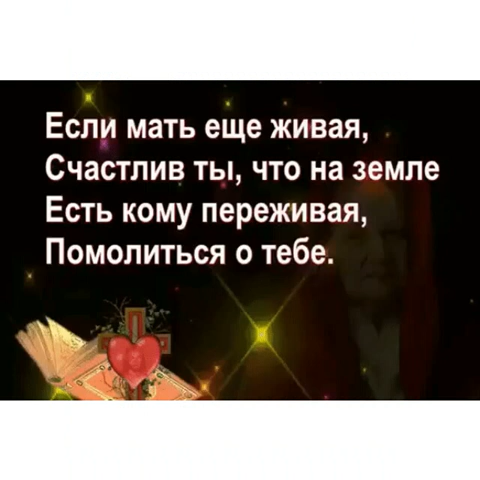 Если мать еще живая,
Счастлив ты, что на земле
Есть кому переживая,
Помолиться о тебе.